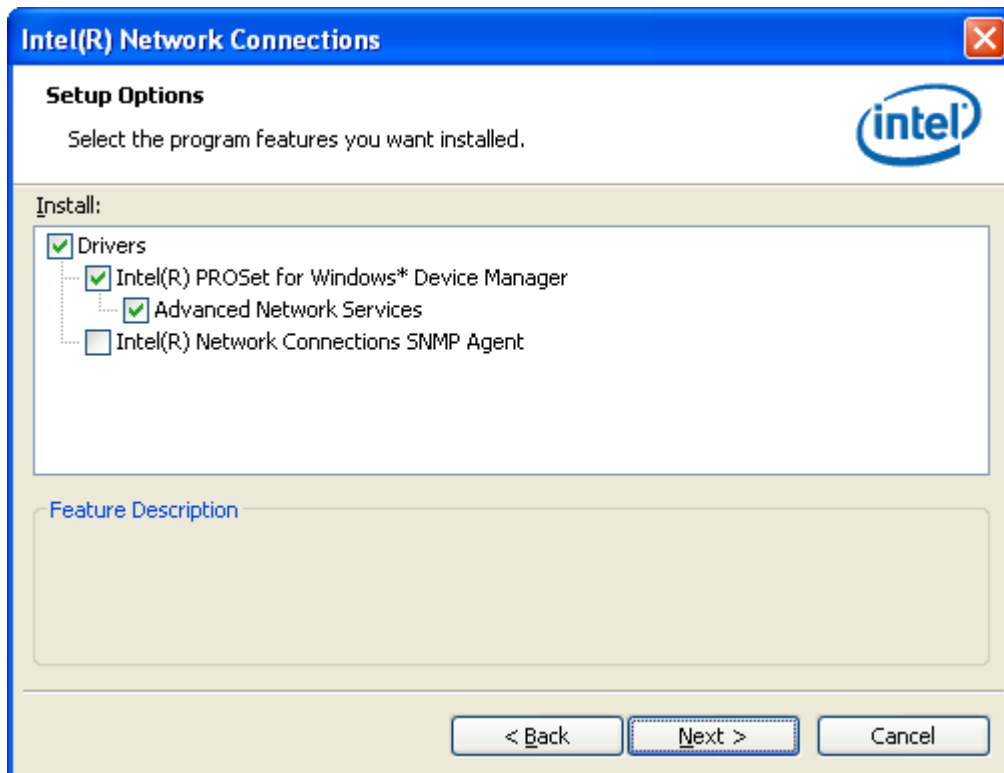 Intel(R) Network Connections
Setup Options
Select the program features you want installed.
intel
Install:
Drivers
Intel(R) PROSet for Windows* Device Manager
Advanced Network Services
Intel(R) Network Connections SNMP Agent
Feature Description
< Back
Next >
Cancel